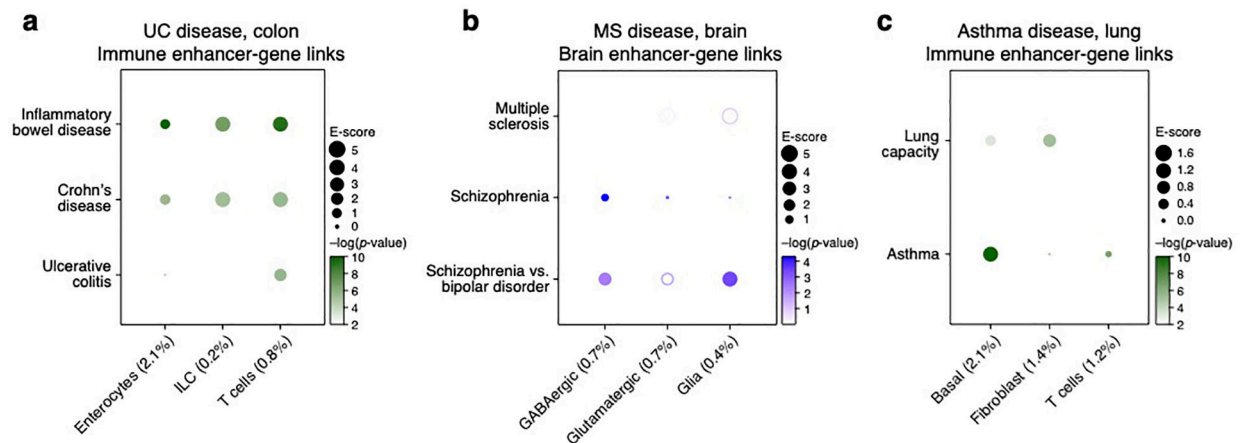 a
UC disease, colon
Immune enhancer-gene links
Inflammatory
bowel disease
Crohn's
disease
Ulcerative
colitis
E-score
5
4
3
2
1
0
–log(p-value)
10
8
6
4
2
Enterocytes (2.1%)
ILC (0.2%)
T cells (0.8%)
b
MS disease, brain
Brain enhancer-gene links
Multiple
sclerosis
Schizophrenia
Schizophrenia vs.
bipolar disorder
E-score
5
4
3
2
1
–log(p-value)
4
3
2
1
GABAergic (0.7%)
Glutamatergic (0.7%)
Glia (0.4%)
c
Asthma disease, lung
Immune enhancer-gene links
Lung
capacity
Asthma
E-score
1.6
1.2
0.8
0.4
0.0
–log(p-value)
10
8
6
4
2
Basal (2.1%)
Fibroblast (1.4%)
T cells (1.2%)